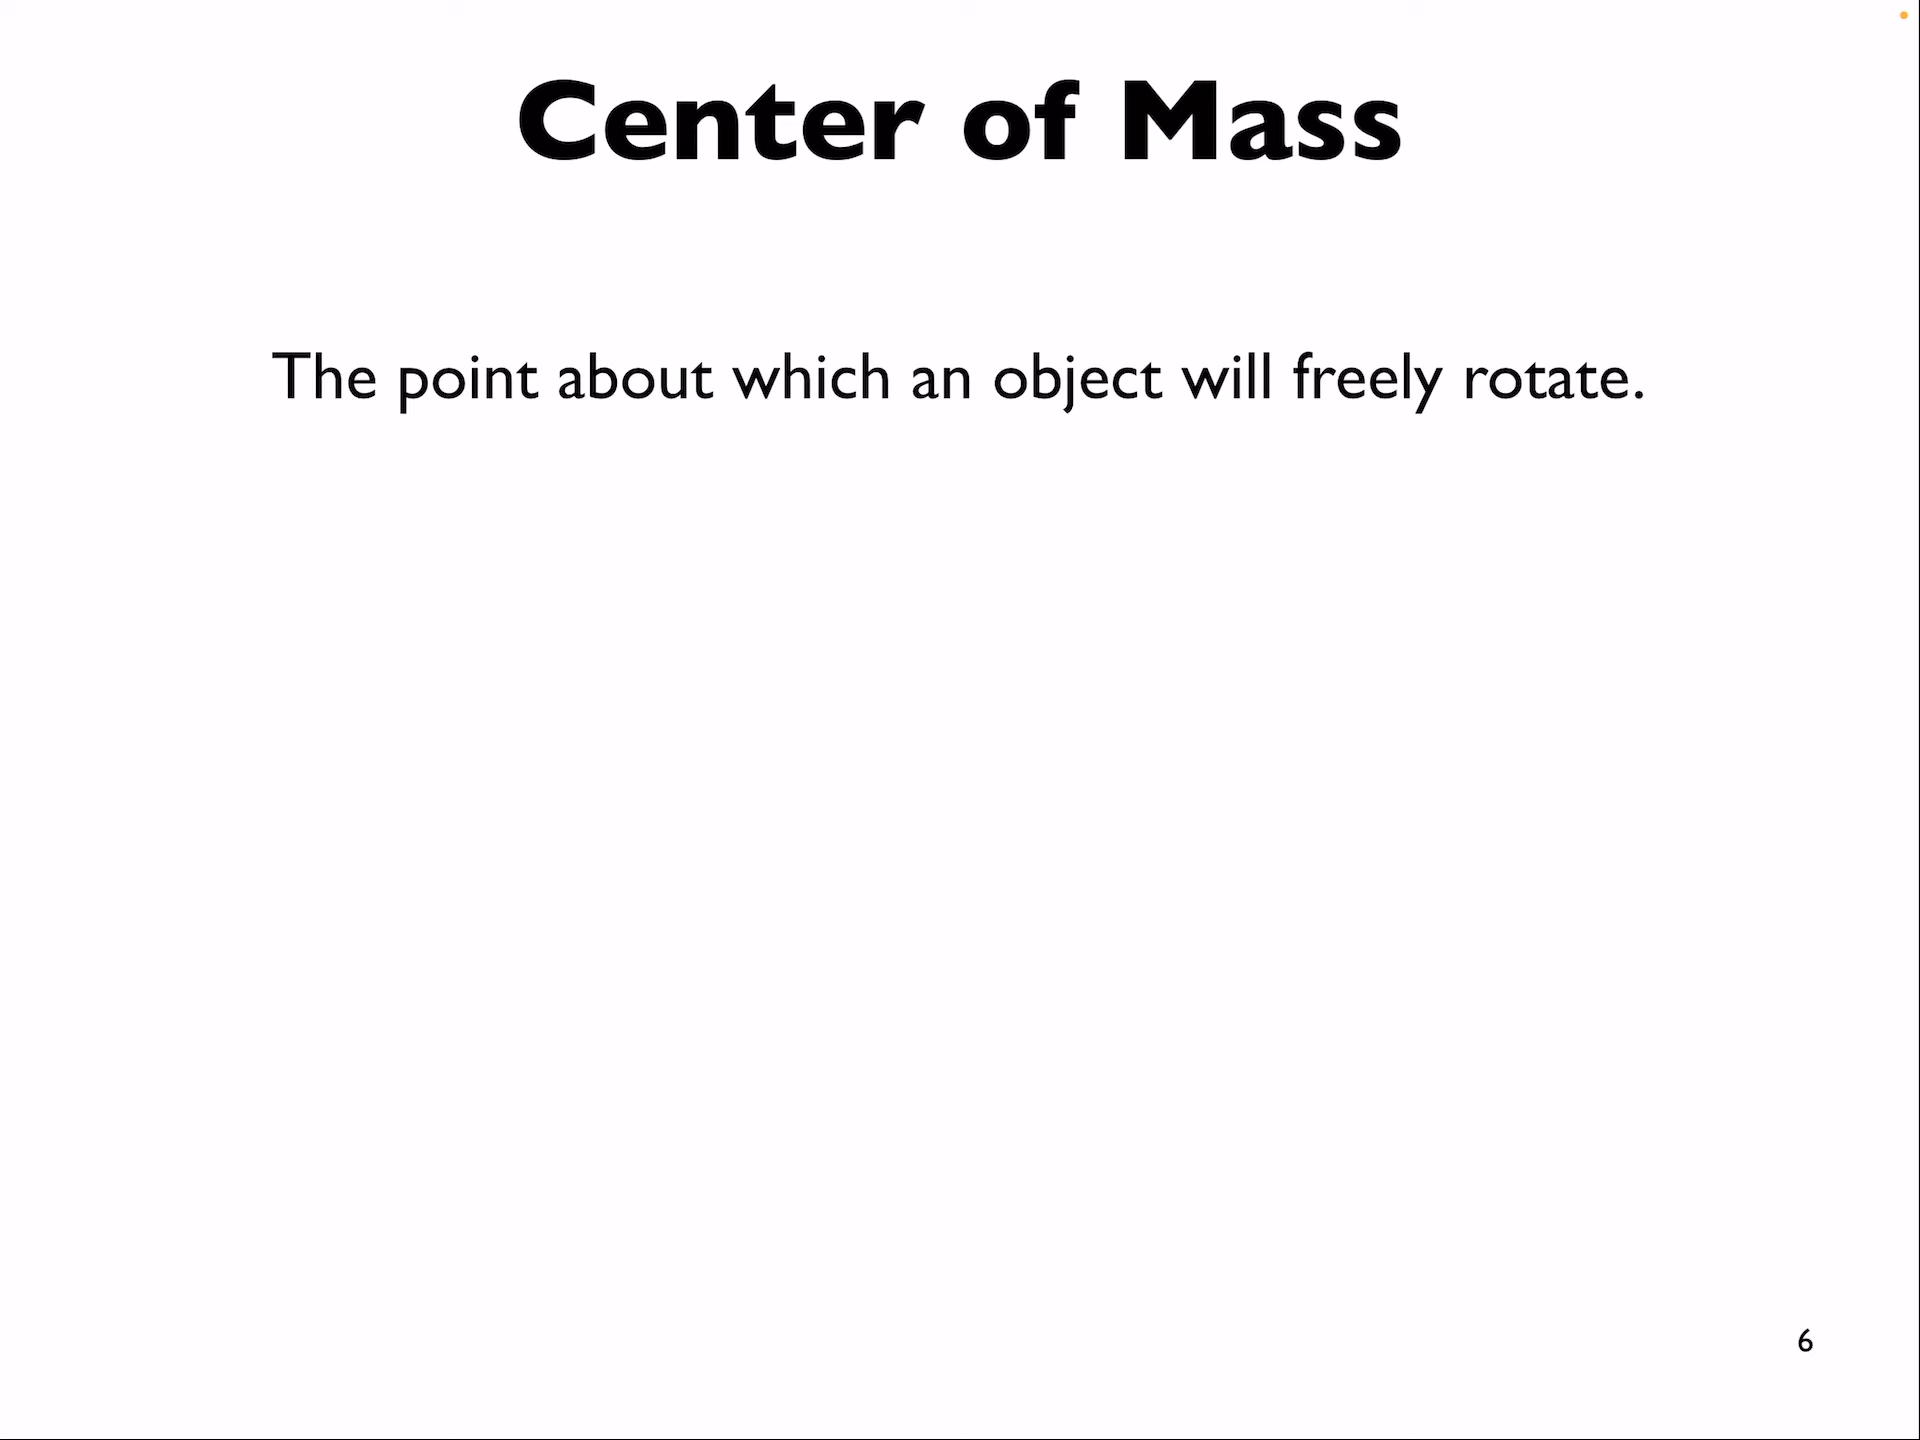 Center of Mass
The point about which an object will freely rotate.
6